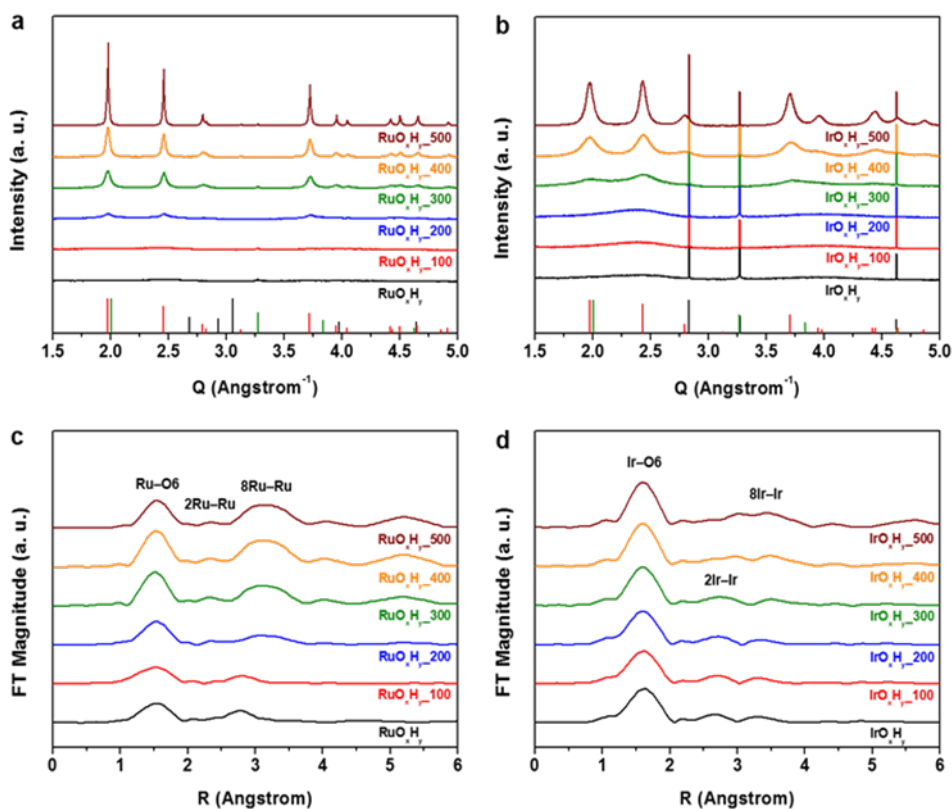 a
Intensity (a. u.)
RuOxHy_500
RuOxHy_400
RuOxHy_300
RuOxHy_200
RuOxHy_100
RuOxHy
1.5 2.0 2.5 3.0 3.5 4.0 4.5 5.0
Q (Angstrom⁻¹)
b
Intensity (a. u.)
IrOxHy_500
IrOxHy_400
IrOxHy_300
IrOxHy_200
IrOxHy_100
IrOxHy
1.5 2.0 2.5 3.0 3.5 4.0 4.5 5.0
Q (Angstrom⁻¹)
c
FT Magnitude (a. u.)
Ru–O6
2Ru–Ru
8Ru–Ru
RuOxHy_500
RuOxHy_400
RuOxHy_300
RuOxHy_200
RuOxHy_100
RuOxHy
0 1 2 3 4 5 6
R (Angstrom)
d
FT Magnitude (a. u.)
Ir–O6
8Ir–Ir
2Ir–Ir
IrOxHy_500
IrOxHy_400
IrOxHy_300
IrOxHy_200
IrOxHy_100
IrOxHy
0 1 2 3 4 5 6
R (Angstrom)